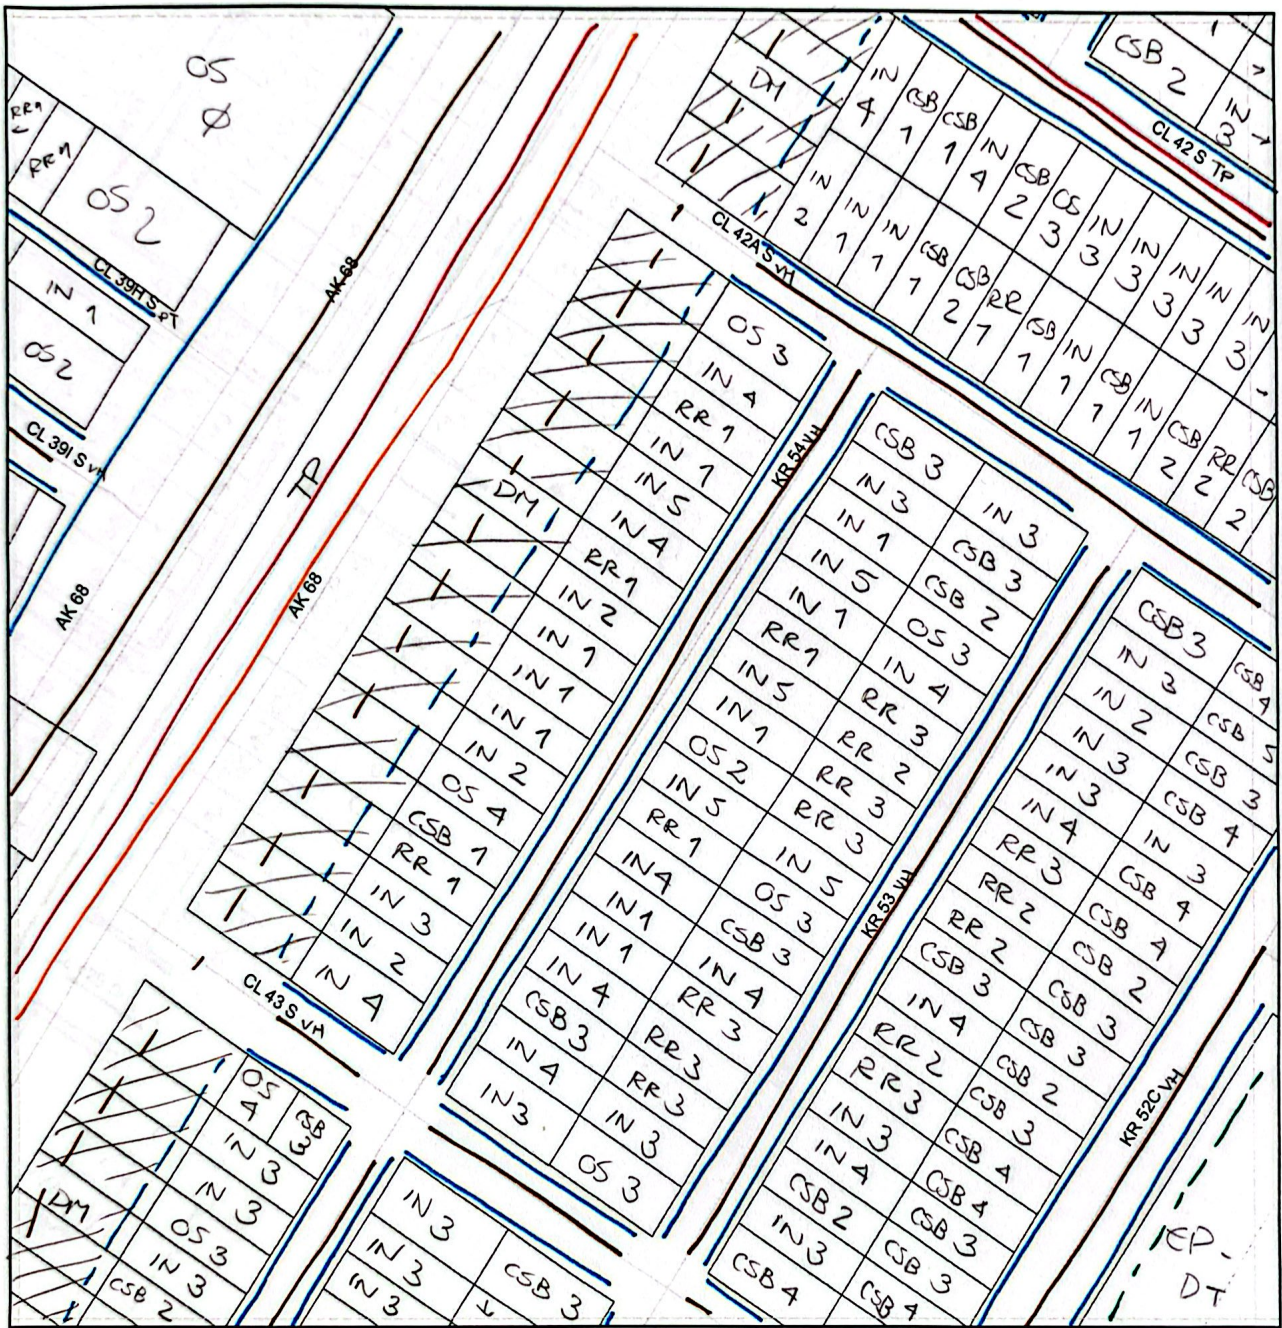 OS
Ø
RR1
RR1
OS 2
CL 39H S PT
IN 1
OS 2
CL 39I S VH
AK 68
AK 68
TP
AK 68
DM
IN 4
CSB 1
CSB 1
IN 4
CSB 2
OS 3
IN 3
IN 3
IN 3
IN 3
IN 3
CSB 2
IN 3
CL 42 S TP
IN 2
IN 1
IN 1
CSB 1
CSB 2
RR 1
CSB 1
IN 1
CSB 1
IN 1
CSB 2
RR 2
CSB 2
CL 42A S VH
OS 3
IN 4
RR 1
IN 1
IN 5
IN 4
RR 1
IN 2
IN 1
IN 1
IN 1
IN 2
OS 4
CSB 1
RR 1
IN 3
IN 2
IN 4
DM
KR 54 VH
CSB 3
IN 3
IN 1
IN 5
IN 1
RR 1
IN 5
IN 1
OS 2
IN 5
RR 1
IN 4
IN 1
IN 1
IN 4
CSB 3
IN 4
IN 3
IN 3
CSB 3
CSB 2
OS 3
IN 4
RR 3
RR 2
RR 3
RR 3
IN 5
OS 3
CSB 3
IN 4
RR 3
RR 3
RR 3
IN 3
OS 3
KR 53 VH
CSB 3
IN 3
IN 2
IN 3
IN 3
IN 4
RR 3
RR 2
RR 2
CSB 3
IN 4
RR 2
RR 3
IN 3
IN 4
CSB 2
IN 3
CSB 4
CSB 4
CSB 5
CSB 3
CSB 4
IN 3
CSB 4
CSB 4
CSB 2
CSB 3
CSB 3
CSB 2
CSB 3
CSB 4
CSB 4
CSB 3
CSB 3
CSB 4
KR 52C VH
EP-
DT
CL 43 S VH
OS 4
CSB 3
IN 3
IN 3
OS 3
IN 3
CSB 2
DM
IN 3
IN 3
IN 3
CSB 3